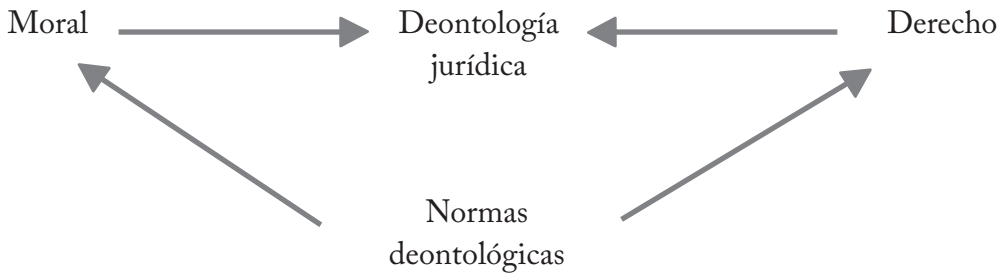 Moral
Deontología
jurídica
Derecho
Normas
deontológicas